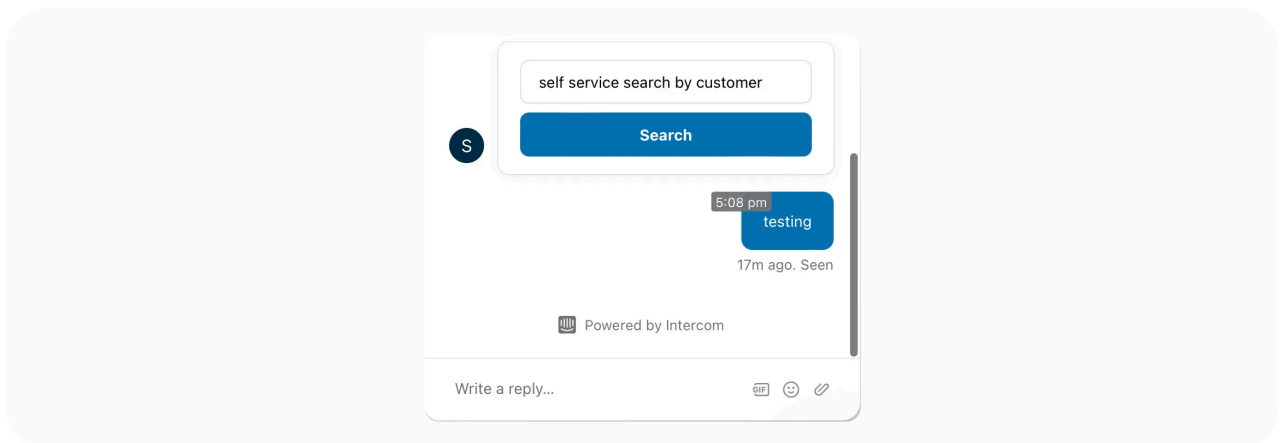 self service search by customer
Search
S
5:08 pm
testing
17m ago. Seen
Powered by Intercom
Write a reply...
GIF